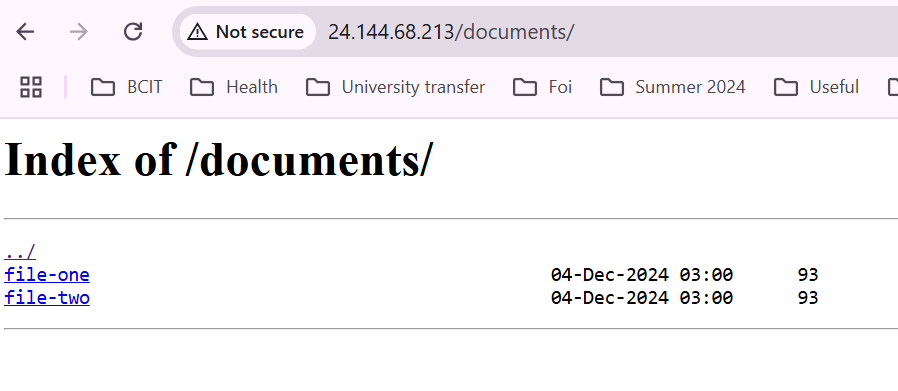 Not secure 24.144.68.213/documents/
BCIT Health University transfer Foi Summer 2024 Useful
Index of /documents/
../
file-one 04-Dec-2024 03:00 93
file-two 04-Dec-2024 03:00 93